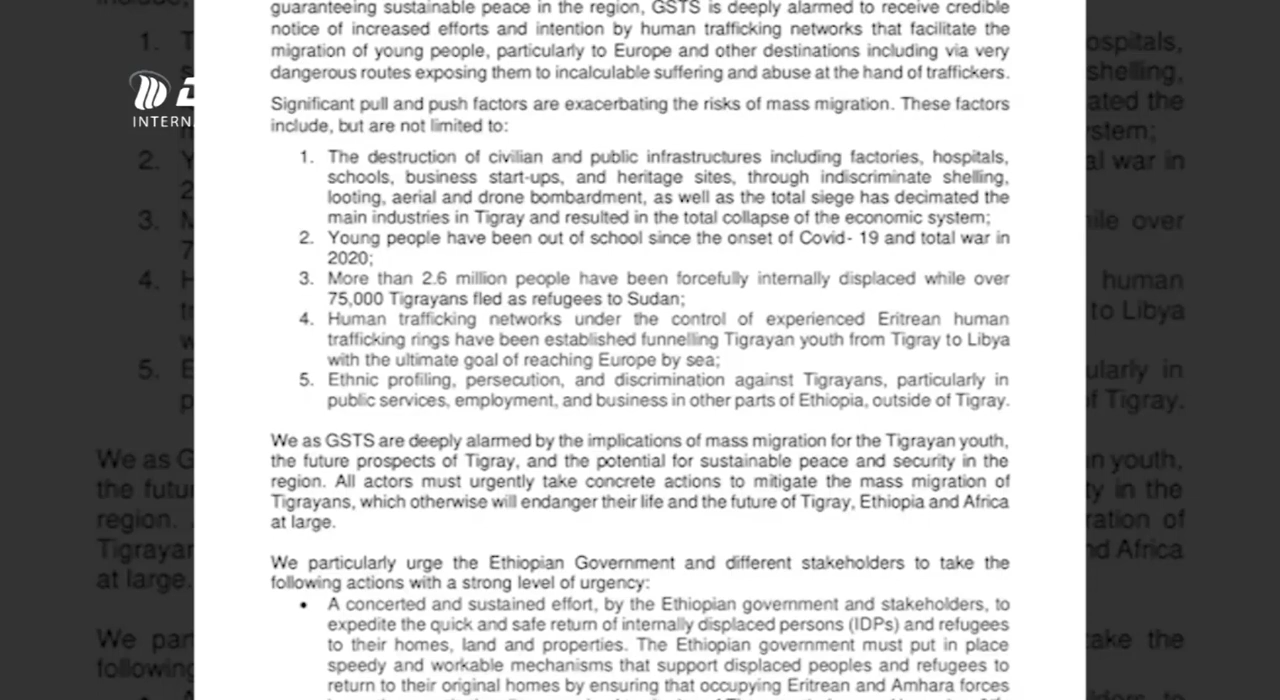 guaranteeing sustainable peace in the region, GSTS is deeply alarmed to receive credible
notice of increased efforts and intention by human trafficking networks that facilitate the
migration of young people, particularly to Europe and other destinations including via very
dangerous routes exposing them to incalculable suffering and abuse at the hand of traffickers.
Significant pull and push factors are exacerbating the risks of mass migration. These factors
include, but are not limited to:
1. The destruction of civilian and public infrastructures including factories, hospitals,
schools, business start-ups, and heritage sites, through indiscriminate shelling,
looting, aerial and drone bombardment, as well as the total siege has decimated the
main industries in Tigray and resulted in the total collapse of the economic system;
2. Young people have been out of school since the onset of Covid- 19 and total war in
2020;
3. More than 2.6 million people have been forcefully internally displaced while over
75,000 Tigrayans fled as refugees to Sudan;
4. Human trafficking networks under the control of experienced Eritrean human
trafficking rings have been established funnelling Tigrayan youth from Tigray to Libya
with the ultimate goal of reaching Europe by sea;
5. Ethnic profiling, persecution, and discrimination against Tigrayans, particularly in
public services, employment, and business in other parts of Ethiopia, outside of Tigray.
We as GSTS are deeply alarmed by the implications of mass migration for the Tigrayan youth,
the future prospects of Tigray, and the potential for sustainable peace and security in the
region. All actors must urgently take concrete actions to mitigate the mass migration of
Tigrayans, which otherwise will endanger their life and the future of Tigray, Ethiopia and Africa
at large.
We particularly urge the Ethiopian Government and different stakeholders to take the
following actions with a strong level of urgency:
• A concerted and sustained effort, by the Ethiopian government and stakeholders, to
expedite the quick and safe return of internally displaced persons (IDPs) and refugees
to their homes, land and properties. The Ethiopian government must put in place
speedy and workable mechanisms that support displaced peoples and refugees to
return to their original homes by ensuring that occupying Eritrean and Amhara forces